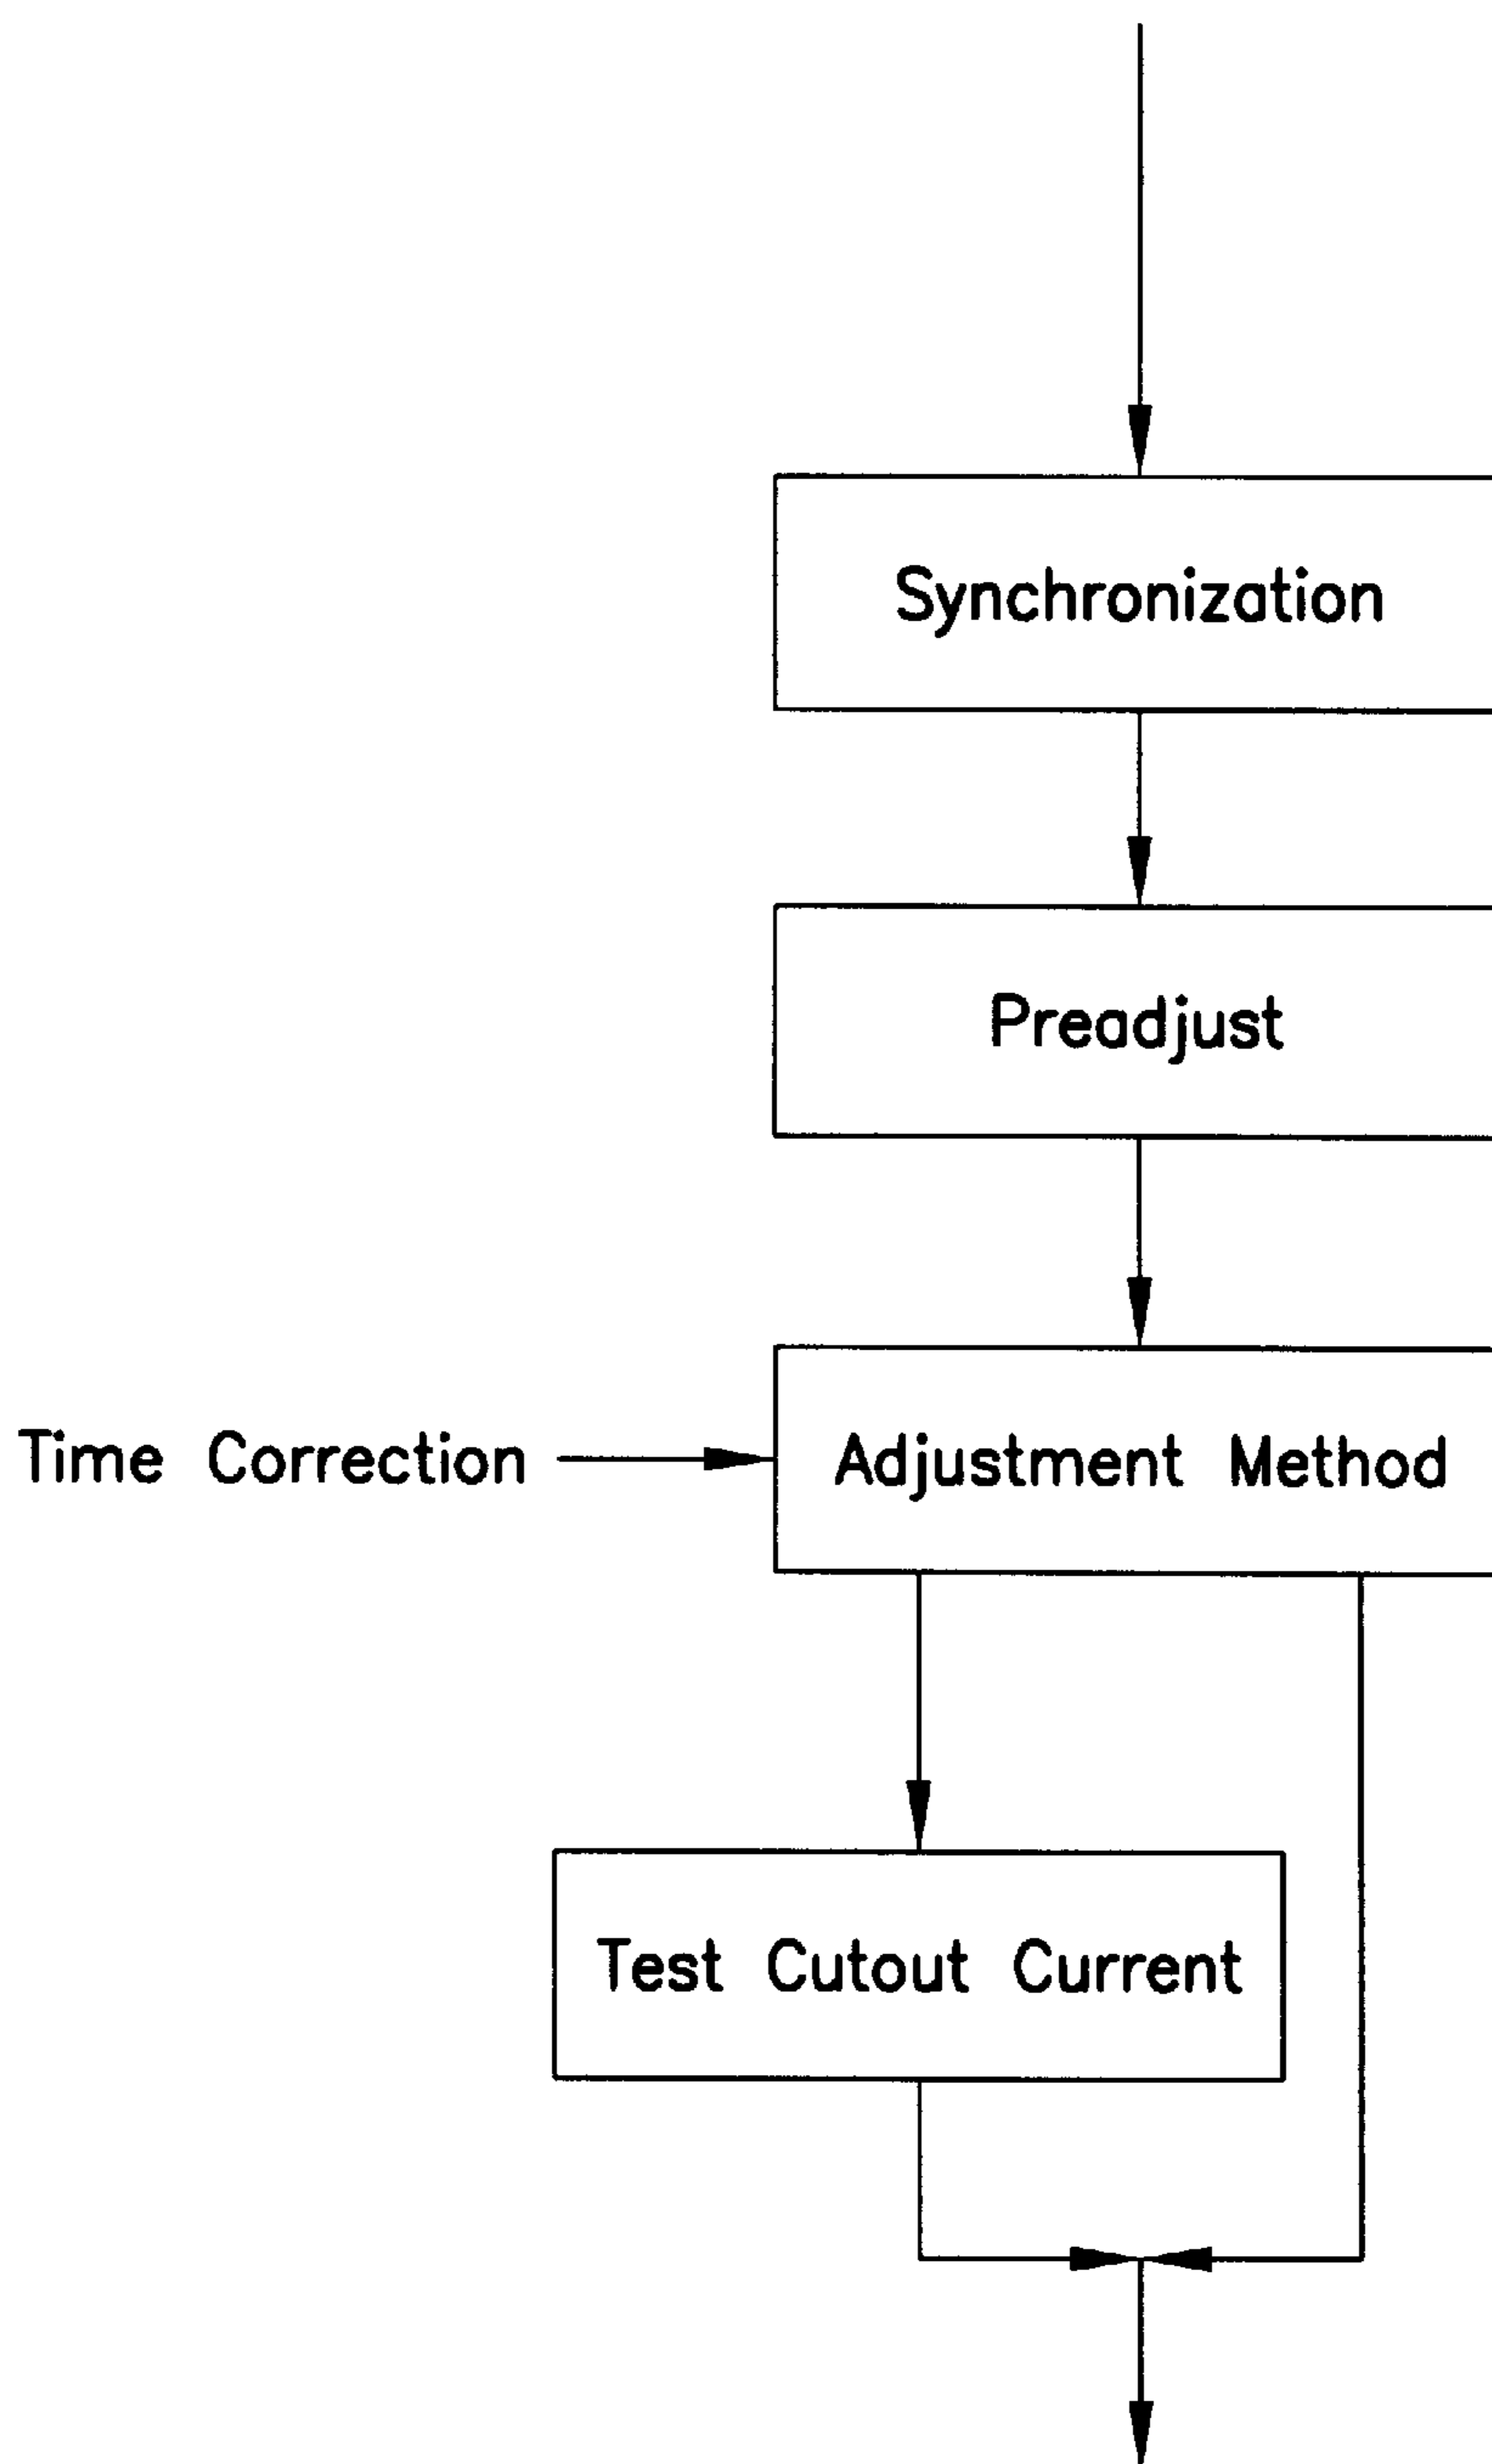 Synchronization
Preadjust
Time Correction
Adjustment Method
Test Cutout Current